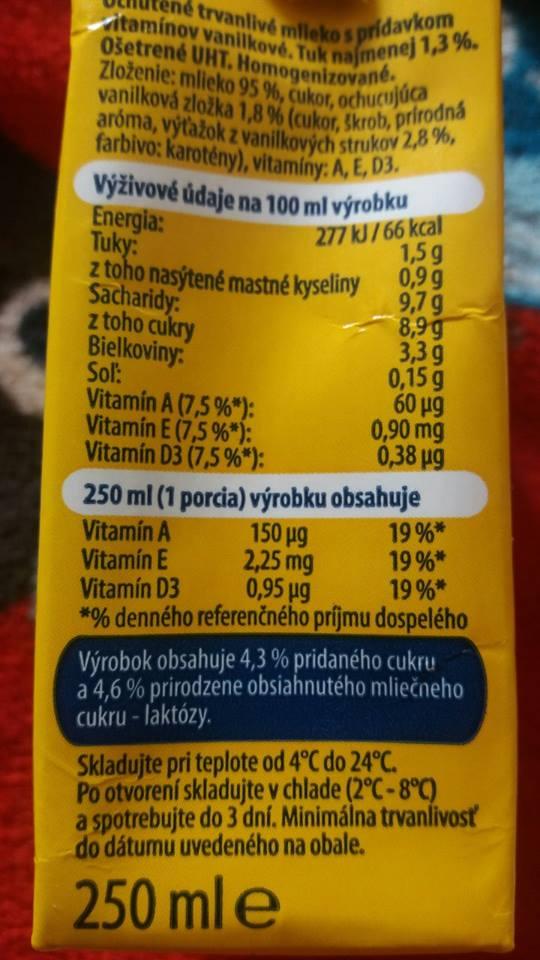 Ochutené trvanlivé mlieko s prídavkom
vitamínov vanilkové. Tuk najmenej 1,3 %.
Ošetrené UHT. Homogenizované.
Zloženie: mlieko 95 %, cukor, ochucujúca
vanilková zložka 1,8 % (cukor, škrob, prírodná
aróma, výťažok z vanilkových strukov 2,8 %,
farbivo: karotény), vitamíny: A, E, D3.
Výživové údaje na 100 ml výrobku
Energia: 277 kJ / 66 kcal
Tuky: 1,5 g
z toho nasýtené mastné kyseliny 0,9 g
Sacharidy: 9,7 g
z toho cukry 8,9 g
Bielkoviny: 3,3 g
Soľ: 0,15 g
Vitamín A (7,5 %*): 60 µg
Vitamín E (7,5 %*): 0,90 mg
Vitamín D3 (7,5 %*): 0,38 µg
250 ml (1 porcia) výrobku obsahuje
Vitamín A 150 µg 19 %*
Vitamín E 2,25 mg 19 %*
Vitamín D3 0,95 µg 19 %*
*% denného referenčného príjmu dospelého
Výrobok obsahuje 4,3 % pridaného cukru
a 4,6 % prirodzene obsiahnutého mliečneho
cukru - laktózy.
Skladujte pri teplote od 4°C do 24°C.
Po otvorení skladujte v chlade (2°C - 8°C)
a spotrebujte do 3 dní. Minimálna trvanlivosť
do dátumu uvedeného na obale.
250 ml e